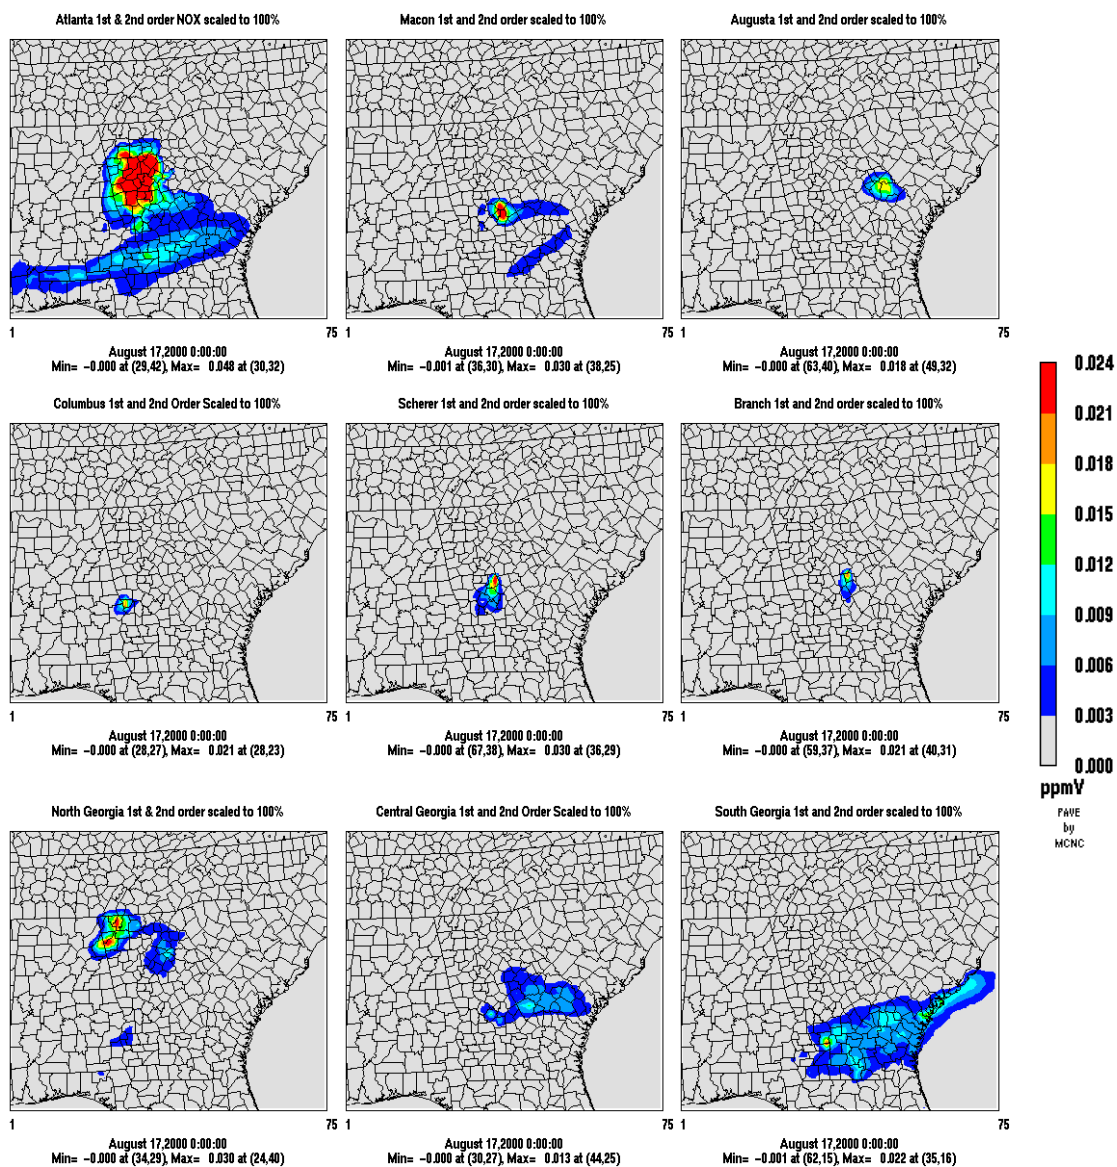 Atlanta 1st & 2nd order NOX scaled to 100%
Macon 1st and 2nd order scaled to 100%
Augusta 1st and 2nd order scaled to 100%
1 75
1 75
1 75
August 17,2000 0:00:00
Min= -0.000 at (29,42), Max= 0.048 at (30,32)
August 17,2000 0:00:00
Min= -0.001 at (36,30), Max= 0.030 at (38,25)
August 17,2000 0:00:00
Min= -0.000 at (63,40), Max= 0.018 at (49,32)
Columbus 1st and 2nd Order Scaled to 100%
Scherer 1st and 2nd order scaled to 100%
Branch 1st and 2nd order scaled to 100%
1 75
1 75
1 75
August 17,2000 0:00:00
Min= -0.000 at (28,27), Max= 0.021 at (28,23)
August 17,2000 0:00:00
Min= -0.000 at (67,38), Max= 0.030 at (36,29)
August 17,2000 0:00:00
Min= -0.000 at (59,37), Max= 0.021 at (40,31)
North Georgia 1st & 2nd order scaled to 100%
Central Georgia 1st and 2nd Order Scaled to 100%
South Georgia 1st and 2nd order scaled to 100%
1 75
1 75
1 75
August 17,2000 0:00:00
Min= -0.000 at (34,29), Max= 0.030 at (24,40)
August 17,2000 0:00:00
Min= -0.000 at (30,27), Max= 0.013 at (44,25)
August 17,2000 0:00:00
Min= -0.001 at (62,15), Max= 0.022 at (35,16)
0.024
0.021
0.018
0.015
0.012
0.009
0.006
0.003
0.000
ppmV
PAVE
by
MCNC